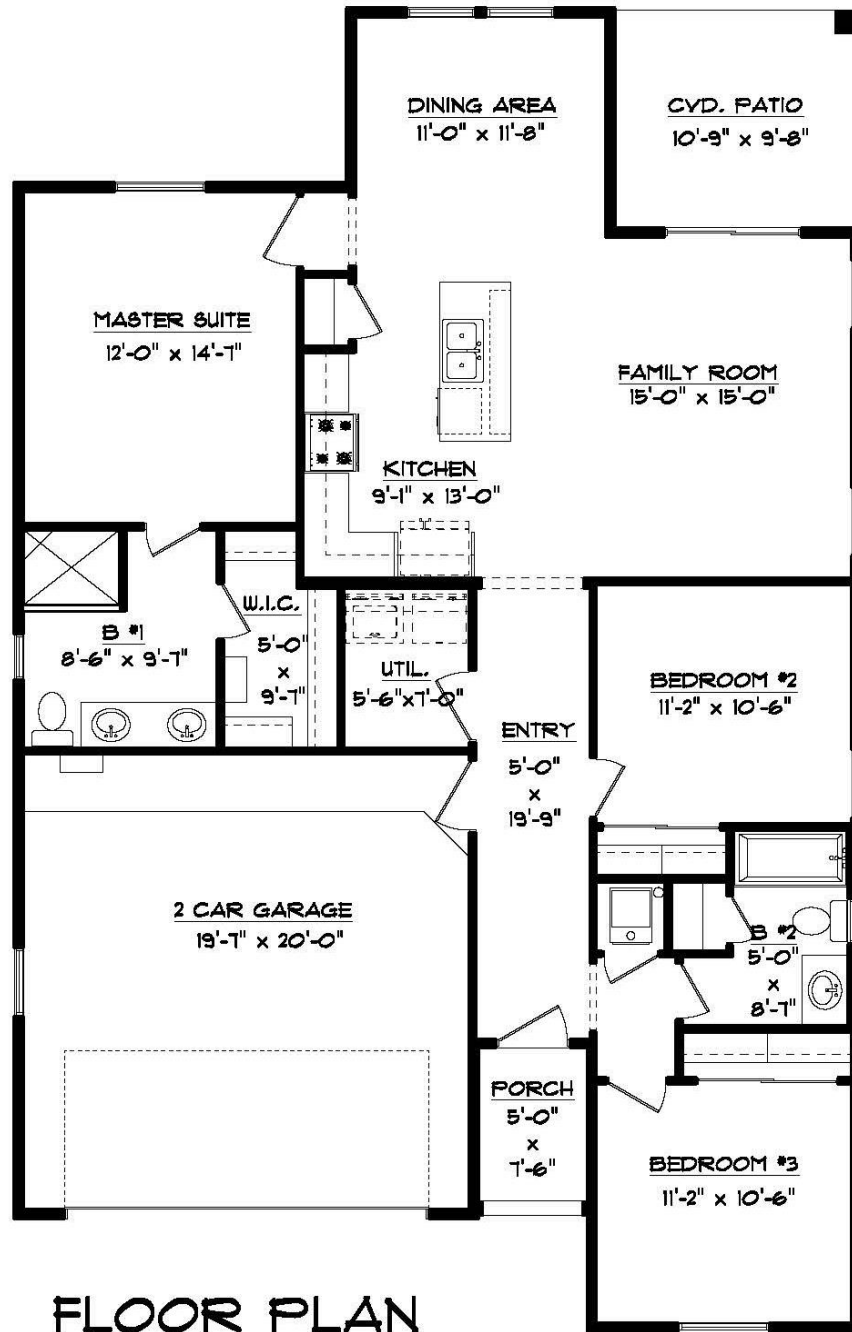 DINING AREA
11'-0" x 11'-8"
CVD. PATIO
10'-9" x 9'-8"
MASTER SUITE
12'-0" x 14'-7"
FAMILY ROOM
15'-0" x 15'-0"
KITCHEN
9'-1" x 13'-0"
W.I.C.
5'-0"
x
9'-7"
B #1
8'-6" x 9'-7"
UTIL.
5'-6"x7'-0"
BEDROOM #2
11'-2" x 10'-6"
ENTRY
5'-0"
x
19'-9"
2 CAR GARAGE
19'-7" x 20'-0"
B #2
5'-0"
x
8'-7"
PORCH
5'-0"
x
7'-6"
BEDROOM #3
11'-2" x 10'-6"
FLOOR PLAN